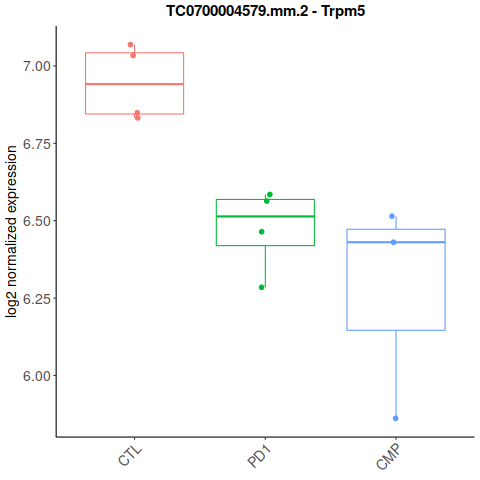 TC0700004579.mm.2 - Trpm5
log2 normalized expression
7.00
6.75
6.50
6.25
6.00
CTL
PD1
CMP